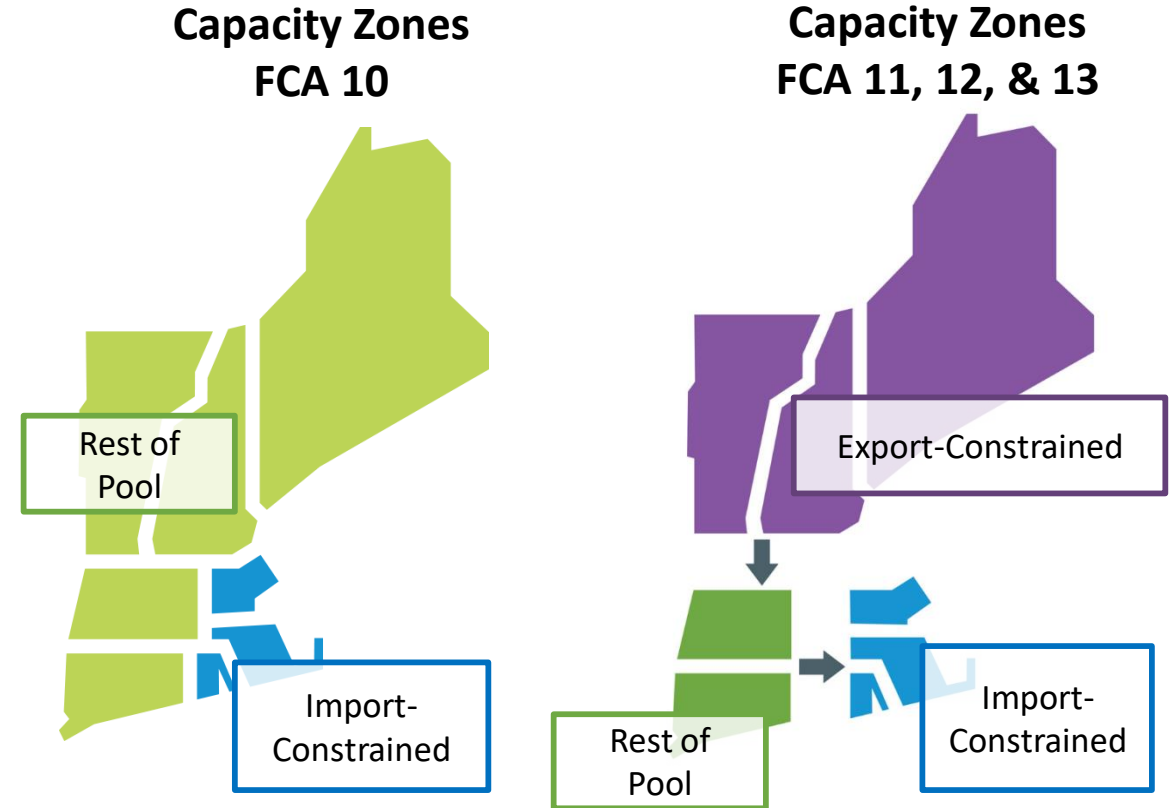 Capacity Zones
FCA 10
Rest of
Pool
Import-
Constrained
Capacity Zones
FCA 11, 12, & 13
Export-Constrained
Rest of
Pool
Import-
Constrained